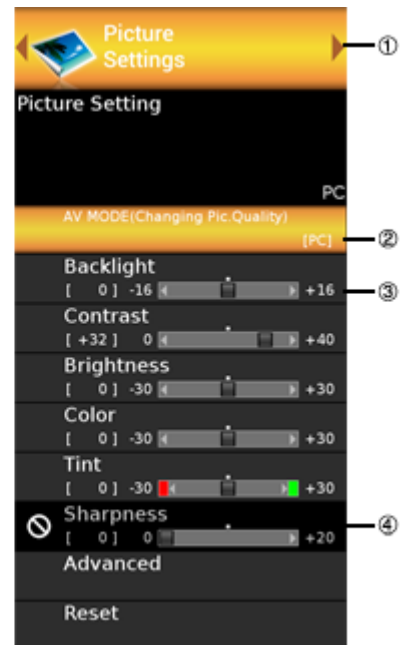 Picture
Settings
①
Picture Setting
PC
AV MODE(Changing Pic.Quality)
[PC]
②
Backlight
[ 0] -16 +16
③
Contrast
[+32] 0 +40
Brightness
[ 0] -30 +30
Color
[ 0] -30 +30
Tint
[ 0] -30 +30
Sharpness
④
[ 0] 0 +20
Advanced
Reset